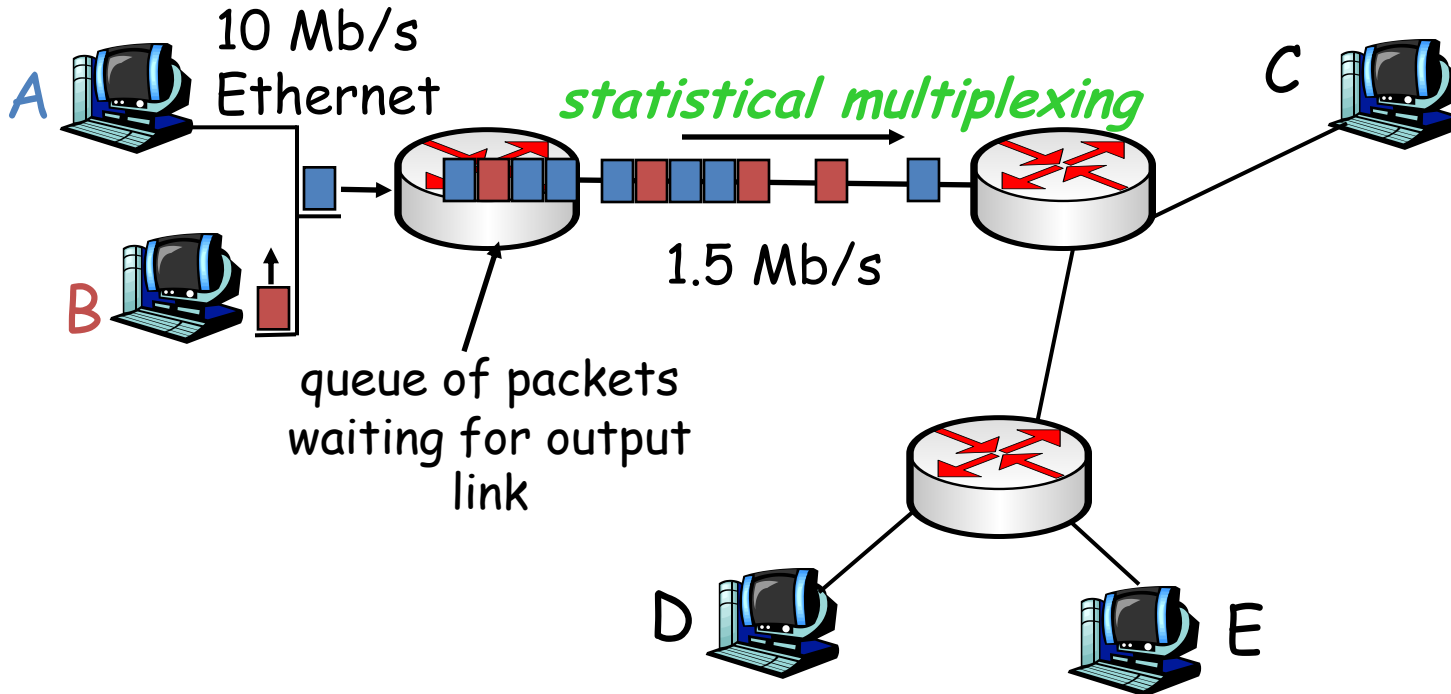 10 Mb/s
Ethernet
A
statistical multiplexing
C
B
1.5 Mb/s
queue of packets
waiting for output
link
D
E